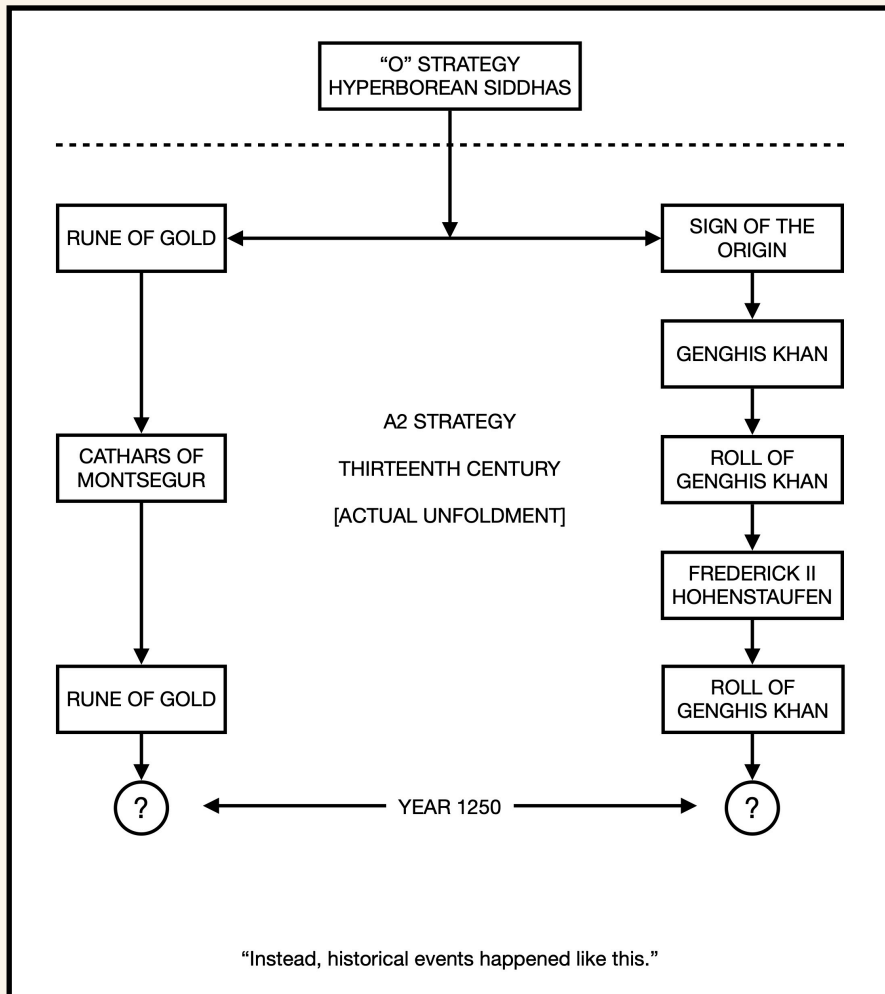 “O” STRATEGY
HYPERBOREAN SIDDHAS
RUNE OF GOLD
SIGN OF THE
ORIGIN
GENGHIS KHAN
A2 STRATEGY
THIRTEENTH CENTURY
[ACTUAL UNFOLDMENT]
CATHARS OF
MONTSEGUR
ROLL OF
GENGHIS KHAN
FREDERICK II
HOHENSTAUFEN
RUNE OF GOLD
ROLL OF
GENGHIS KHAN
?
YEAR 1250
?
“Instead, historical events happened like this.”